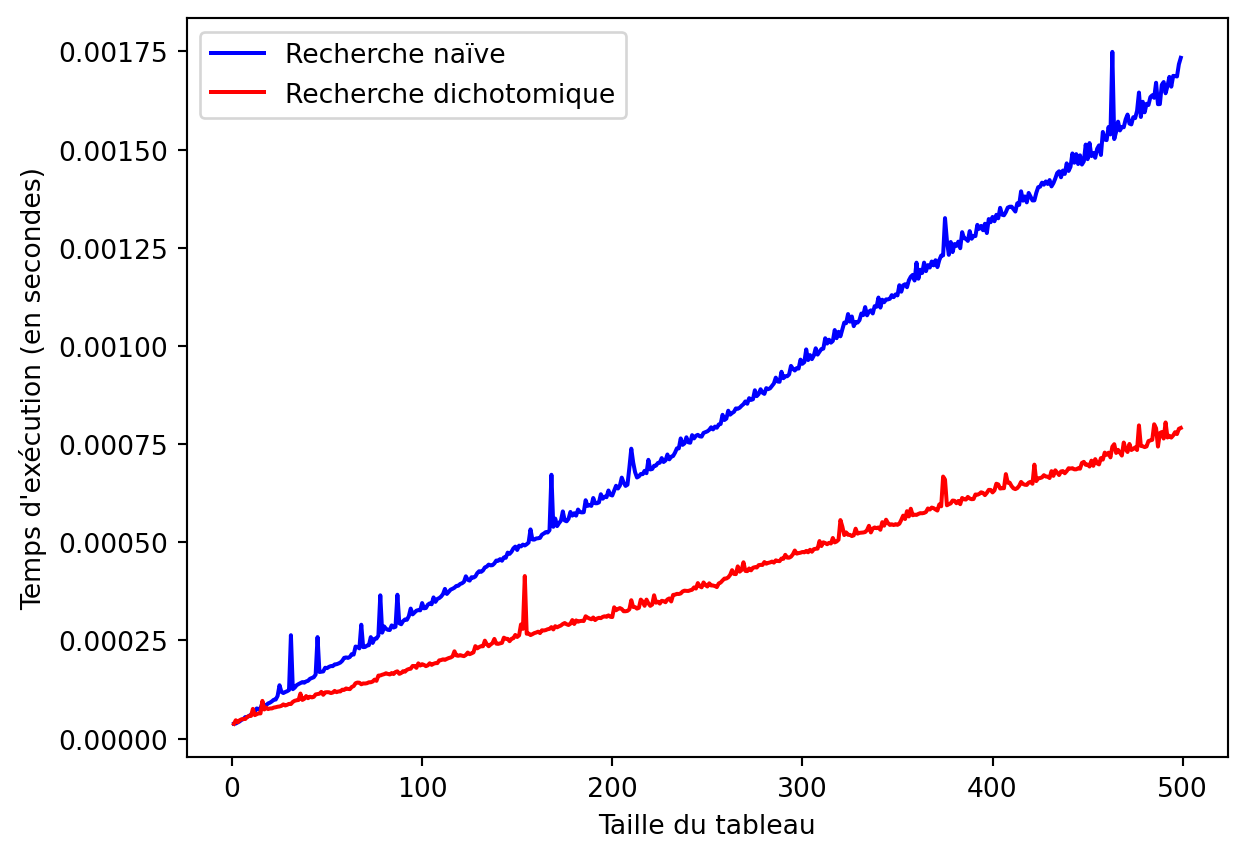 Recherche naïve
Recherche dichotomique
Temps d'exécution (en secondes)
0.00175
0.00150
0.00125
0.00100
0.00075
0.00050
0.00025
0.00000
0 100 200 300 400 500
Taille du tableau